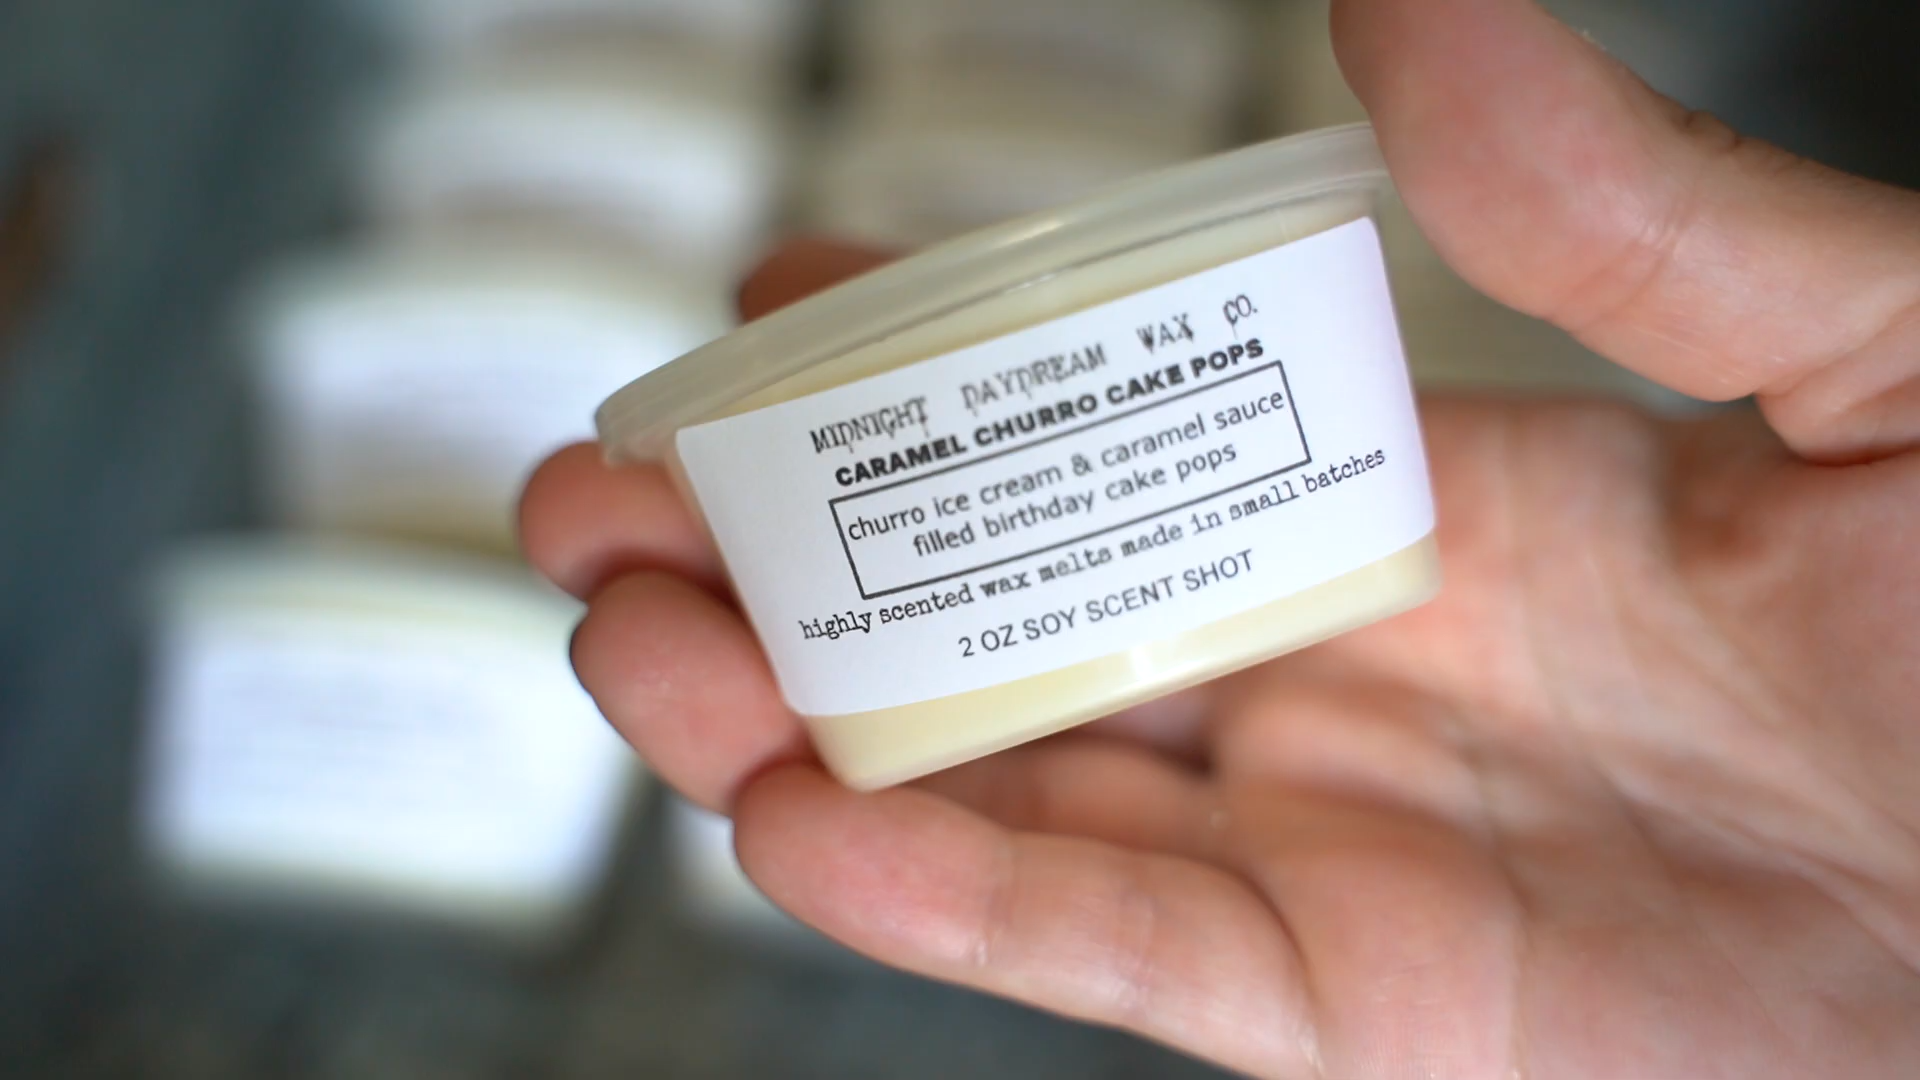 MIDNIGHT DAYDREAM WAX CO.
CARAMEL CHURRO CAKE POPS
churro ice cream & caramel sauce
filled birthday cake pops
highly scented wax melts made in small batches
2 OZ SOY SCENT SHOT